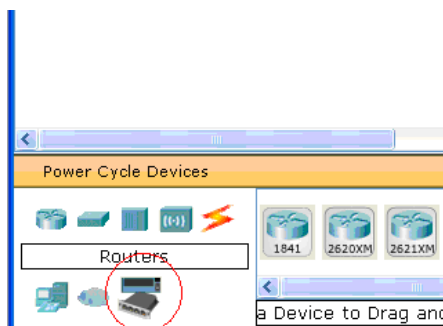 Power Cycle Devices
Routers
1841
2620XM
2621XM
a Device to Drag and